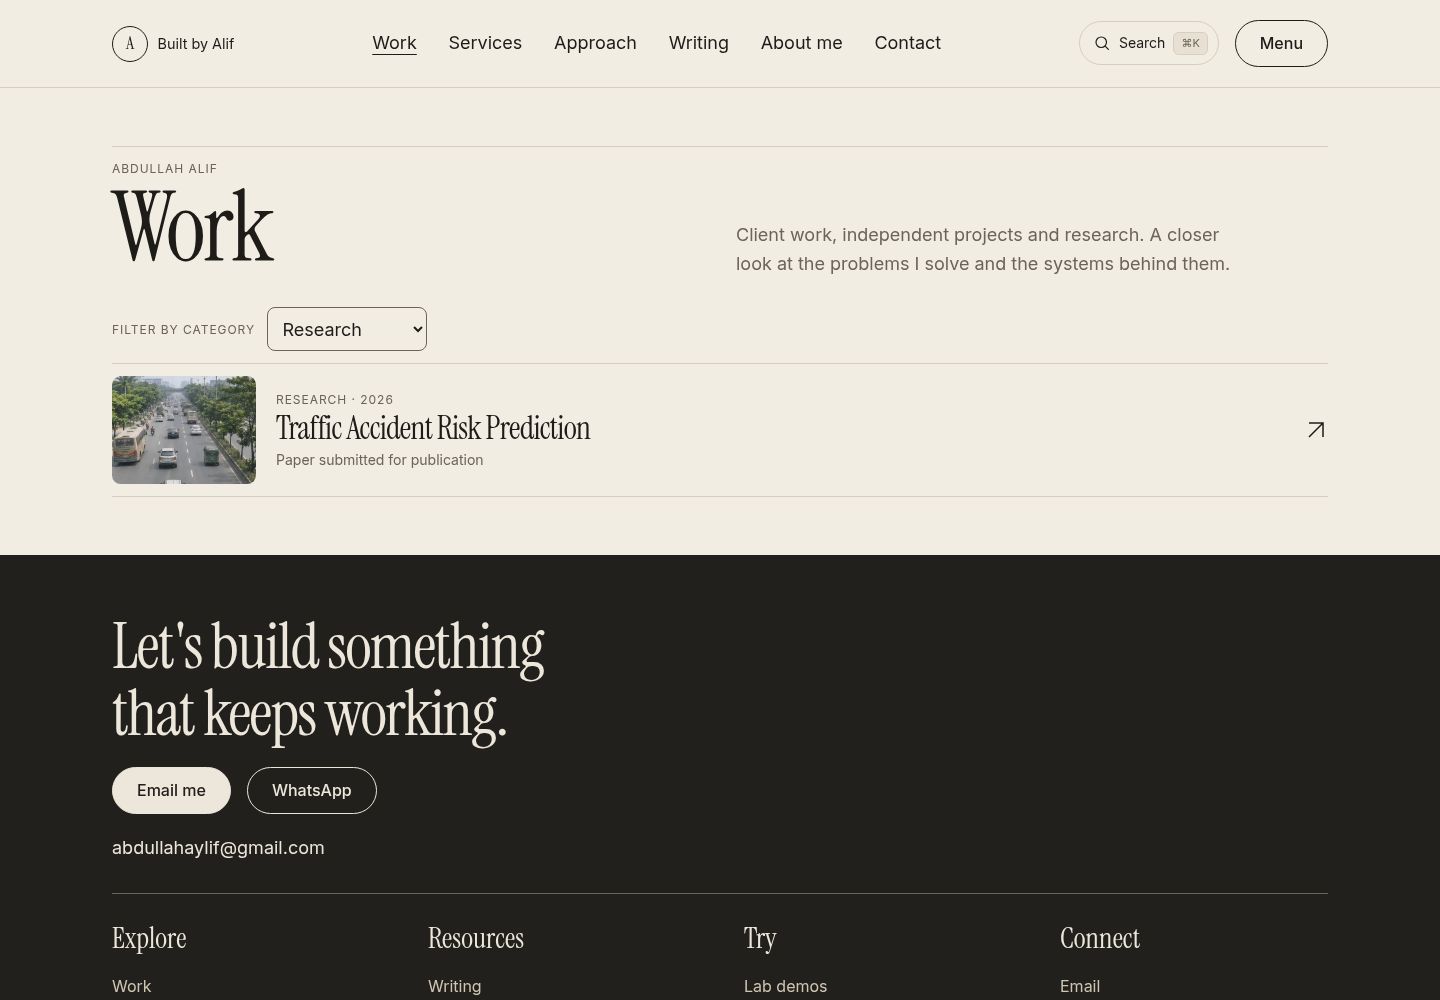 A
Built by Alif
Work
Services
Approach
Writing
About me
Contact
Search
⌘K
Menu
ABDULLAH ALIF
Work
Client work, independent projects and research. A closer
look at the problems I solve and the systems behind them.
FILTER BY CATEGORY
Research
RESEARCH · 2026
Traffic Accident Risk Prediction
Paper submitted for publication
Let's build something
that keeps working.
Email me
WhatsApp
abdullahaylif@gmail.com
Explore
Resources
Try
Connect
Work
Writing
Lab demos
Email